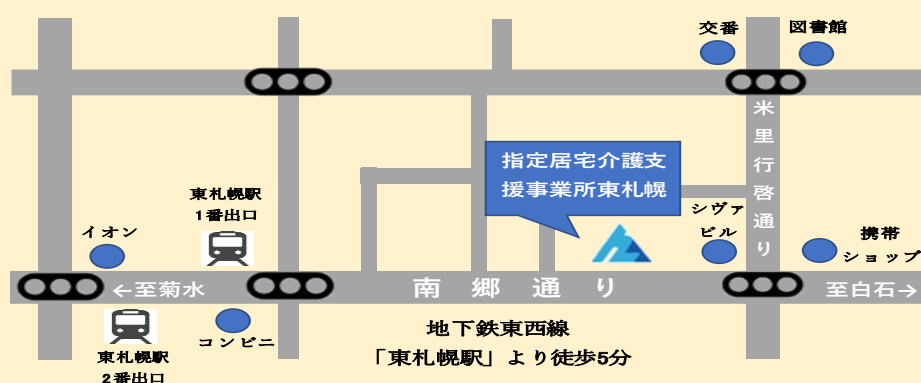 交番
図書館
米里行啓通り
指定居宅介護支
援事業所東札幌
東札幌駅
1番出口
イオン
シヴァ
ビル
携帯
ショップ
←至菊水
南郷通り
至白石→
コンビニ
東札幌駅
2番出口
地下鉄東西線
「東札幌駅」より徒歩5分